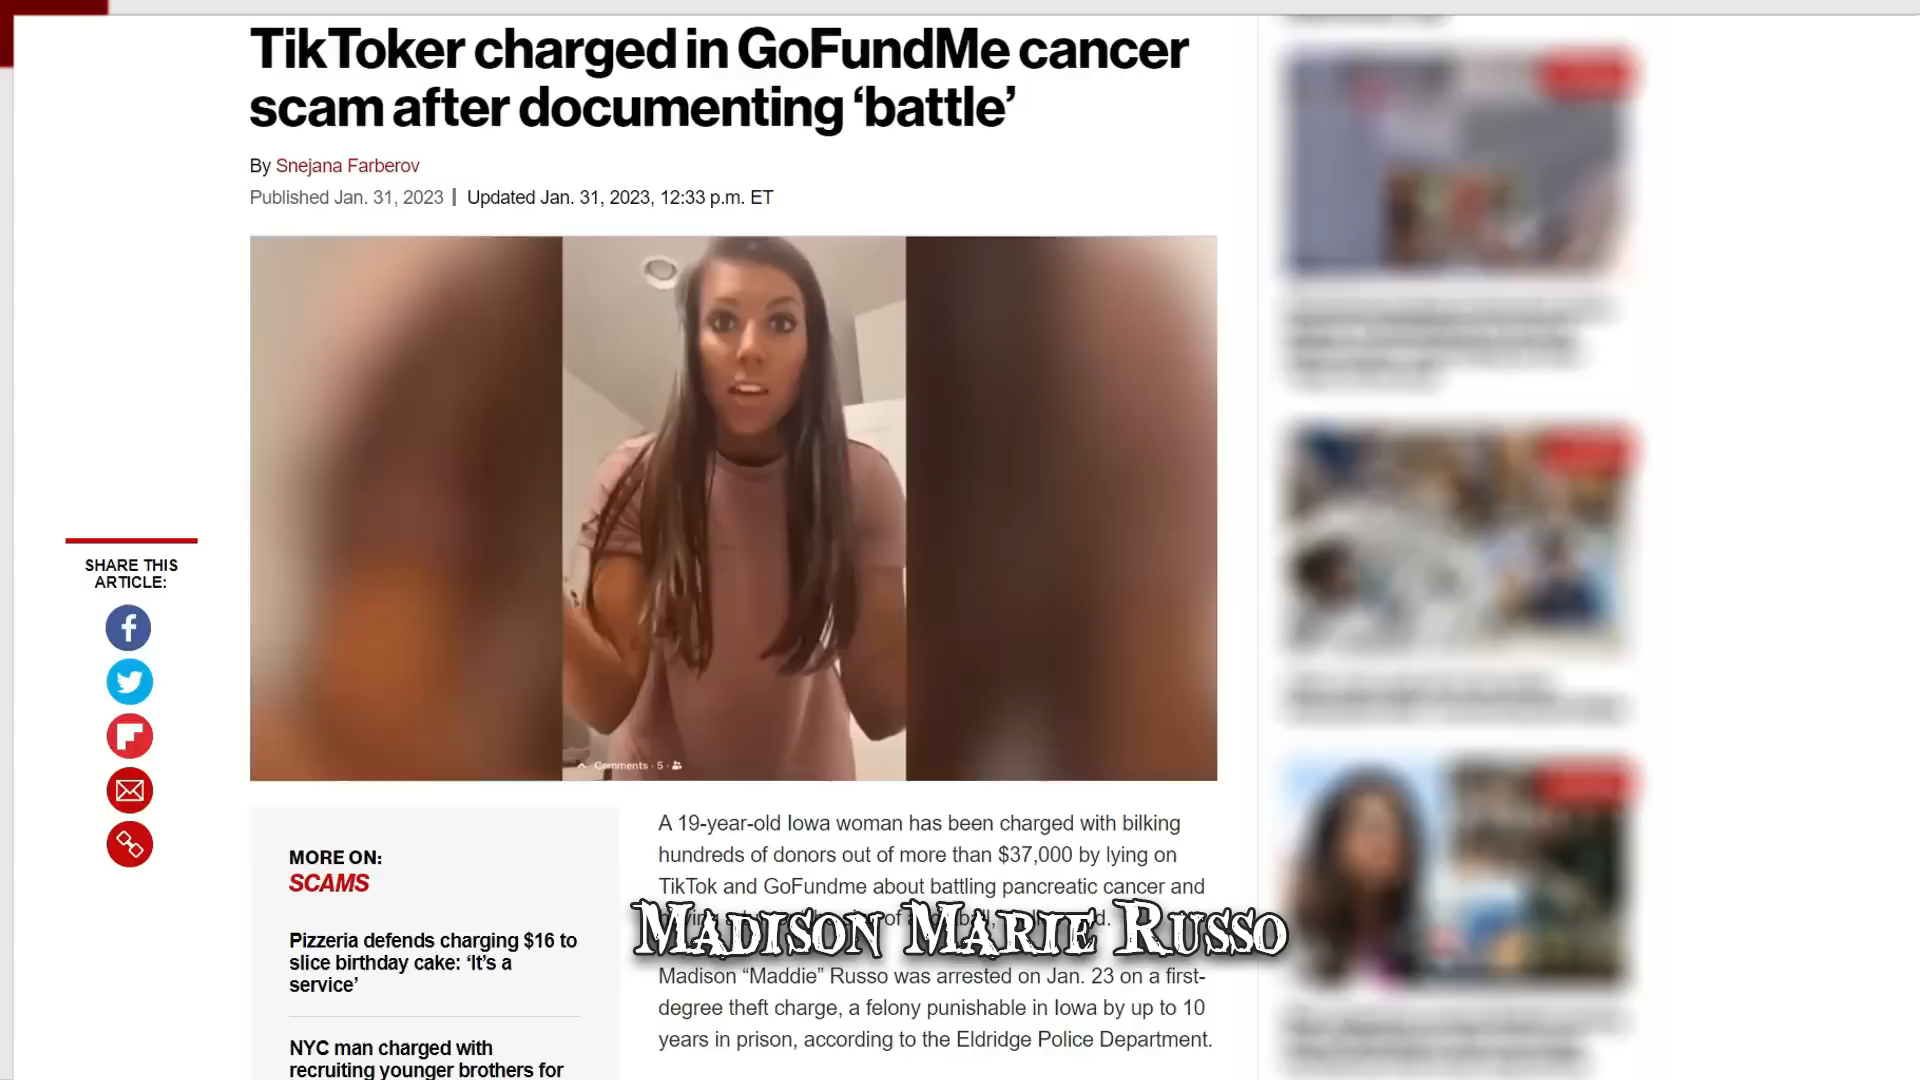 TikToker charged in GoFundMe cancer
scam after documenting ‘battle’
By Snejana Farberov
Published Jan. 31, 2023 | Updated Jan. 31, 2023, 12:33 p.m. ET
Comments · 5 ·
SHARE THIS
ARTICLE:
MORE ON:
SCAMS
Pizzeria defends charging $16 to
slice birthday cake: ‘It’s a
service’
NYC man charged with
recruiting younger brothers for
A 19-year-old Iowa woman has been charged with bilking
hundreds of donors out of more than $37,000 by lying on
TikTok and GoFundme about battling pancreatic cancer and
Madison Marie Russo
Madison “Maddie” Russo was arrested on Jan. 23 on a first-
degree theft charge, a felony punishable in Iowa by up to 10
years in prison, according to the Eldridge Police Department.